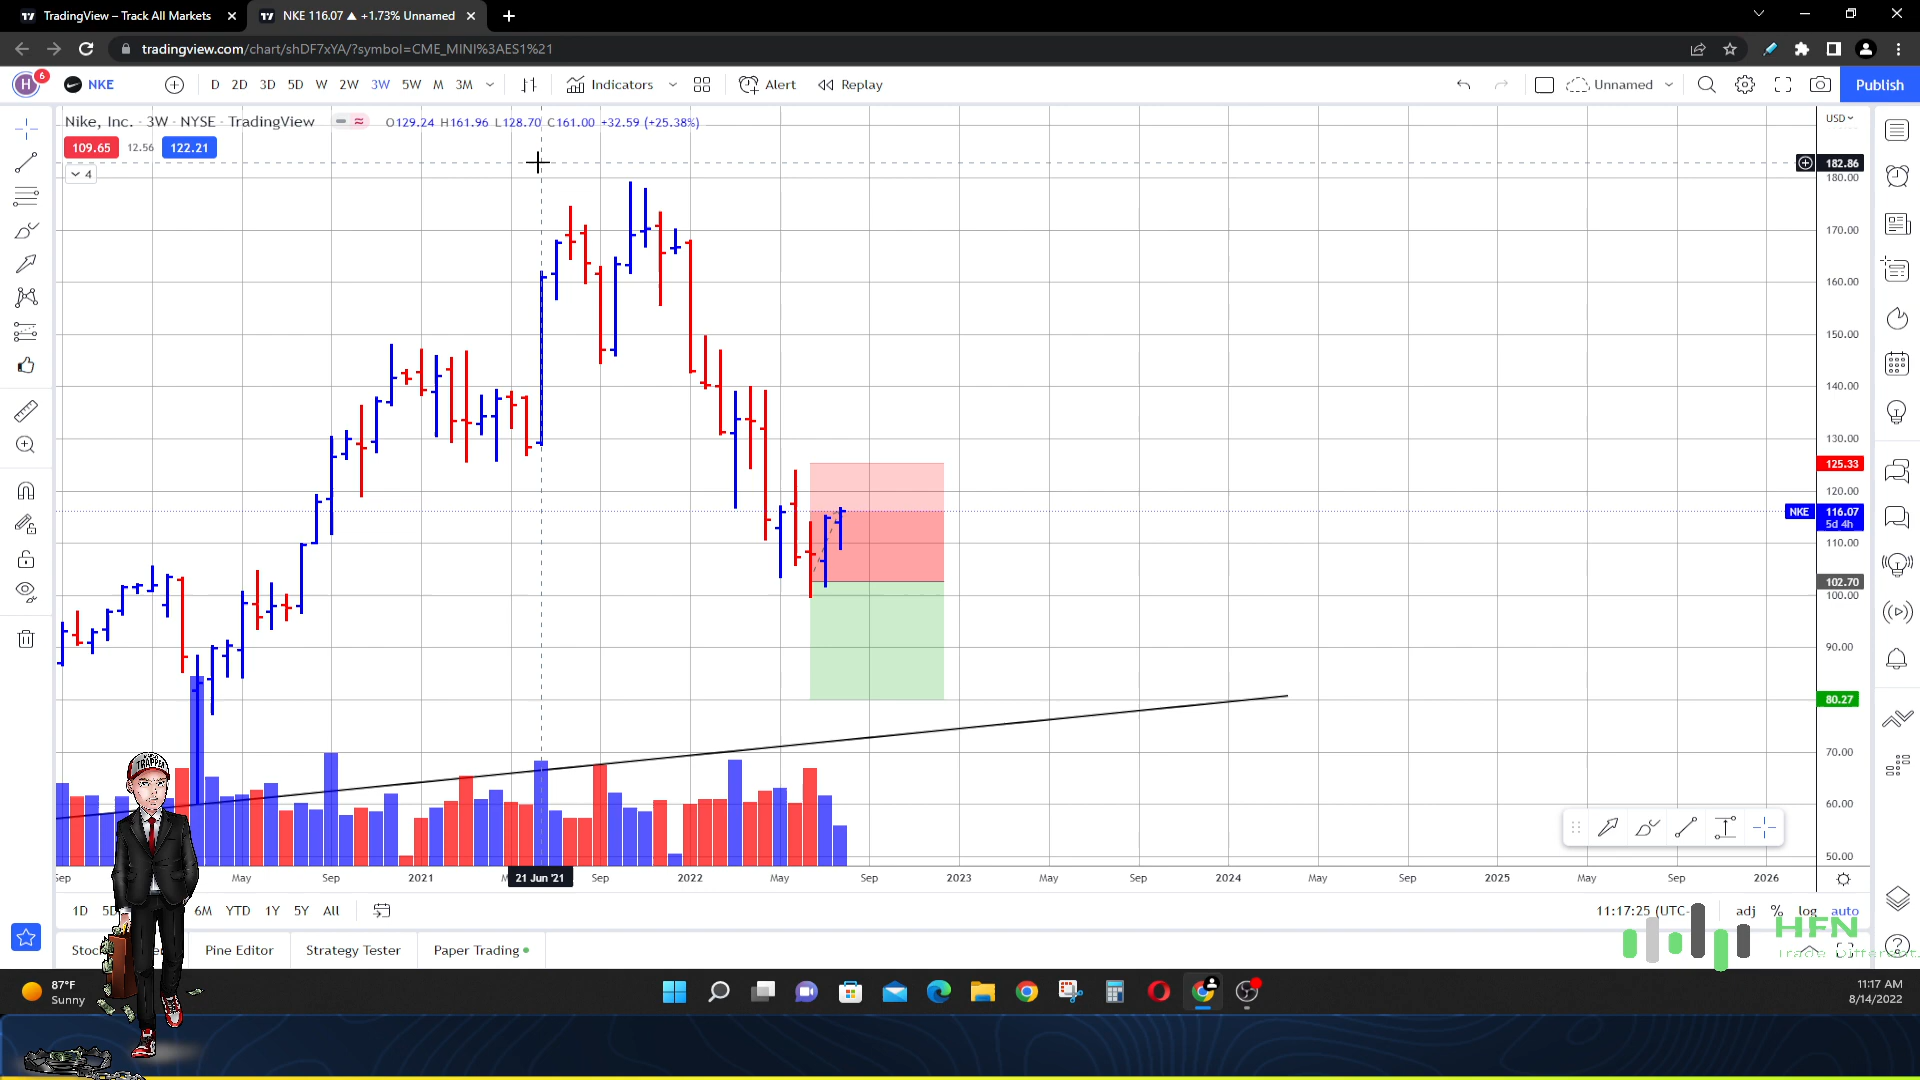 TradingView – Track All Markets
NKE 116.07 ▲ +1.73% Unnamed
tradingview.com/chart/shDF7xYA/?symbol=CME_MINI%3AES1%21
H 6 NKE D 2D 3D 5D W 2W 3W 5W M 3M Indicators Alert Replay Unnamed Publish
Nike, Inc. · 3W · NYSE · TradingView O129.24 H161.96 L128.70 C161.00 +32.59 (+25.38%)
USD
109.65 12.56 122.21
4
182.86
180.00
170.00
160.00
150.00
140.00
130.00
125.33
120.00
NKE 116.07
5d 4h
110.00
102.70
100.00
90.00
80.27
70.00
60.00
50.00
TRAPPER
Sep May Sep 2021 21 Jun '21 Sep 2022 May Sep 2023 May Sep 2024 May Sep 2025 May Sep 2026
1D 5D 6M YTD 1Y 5Y All 11:17:25 (UTC- adj % log auto
HFN
Trade Different.
Pine Editor Strategy Tester Paper Trading
87°F
Sunny
11:17 AM
8/14/2022